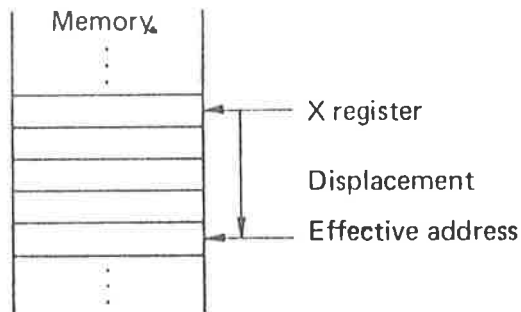 Memory
X register
Displacement
Effective address